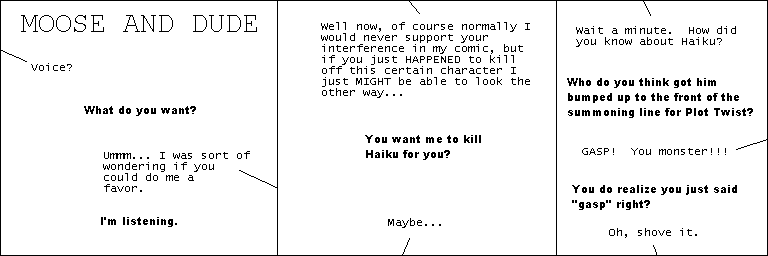 MOOSE AND DUDE
Voice?
What do you want?
Ummm... I was sort of
wondering if you
could do me a
favor.
I'm listening.
Well now, of course normally I
would never support your
interference in my comic, but
if you just HAPPENED to kill
off this certain character I
just MIGHT be able to look the
other way...
You want me to kill
Haiku for you?
Maybe...
Wait a minute.  How did
you know about Haiku?
Who do you think got him
bumped up to the front of the
summoning line for Plot Twist?
GASP!  You monster!!!
You do realize you just said
"gasp" right?
Oh, shove it.